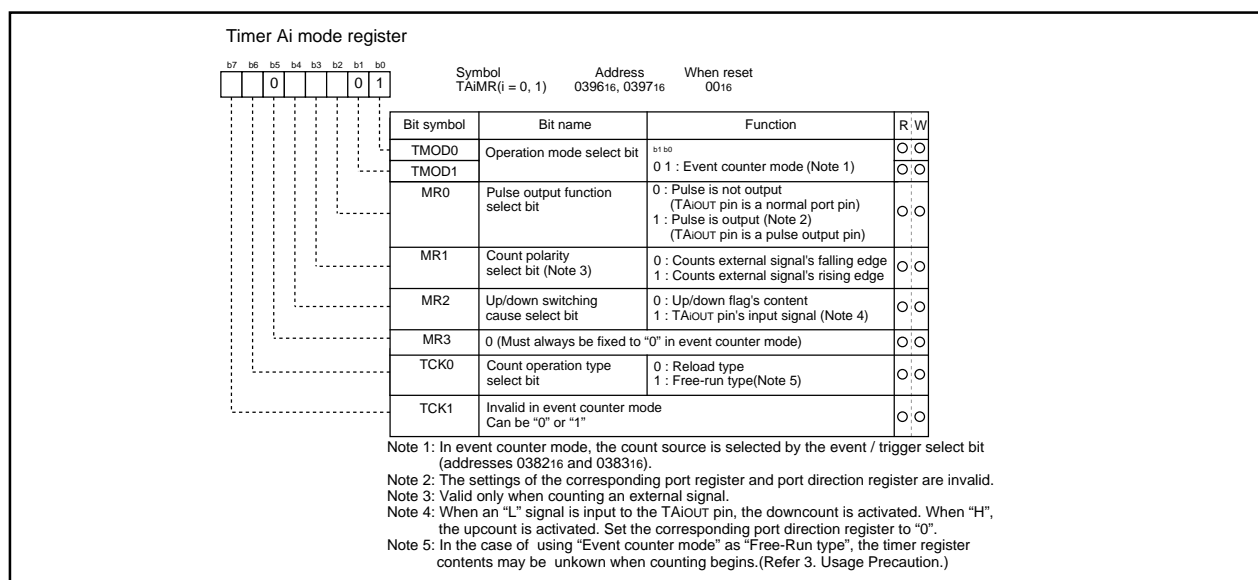 Timer Ai mode register
b7 b6 b5 b4 b3 b2 b1 b0
0 0 1
Symbol Address When reset
TAiMR(i = 0, 1) 039616, 039716 0016
Bit symbol Bit name Function R W
TMOD0 Operation mode select bit b1 b0
TMOD1 0 1 : Event counter mode (Note 1)
MR0 Pulse output function 0 : Pulse is not output
select bit (TAiOUT pin is a normal port pin)
1 : Pulse is output (Note 2)
(TAiOUT pin is a pulse output pin)
MR1 Count polarity 0 : Counts external signal's falling edge
select bit (Note 3) 1 : Counts external signal's rising edge
MR2 Up/down switching 0 : Up/down flag's content
cause select bit 1 : TAiOUT pin's input signal (Note 4)
MR3 0 (Must always be fixed to “0” in event counter mode)
TCK0 Count operation type 0 : Reload type
select bit 1 : Free-run type(Note 5)
TCK1 Invalid in event counter mode
Can be “0” or “1”
Note 1: In event counter mode, the count source is selected by the event / trigger select bit
(addresses 038216 and 038316).
Note 2: The settings of the corresponding port register and port direction register are invalid.
Note 3: Valid only when counting an external signal.
Note 4: When an “L” signal is input to the TAiOUT pin, the downcount is activated. When “H”,
the upcount is activated. Set the corresponding port direction register to “0”.
Note 5: In the case of using “Event counter mode” as “Free-Run type”, the timer register
contents may be unkown when counting begins.(Refer 3. Usage Precaution.)